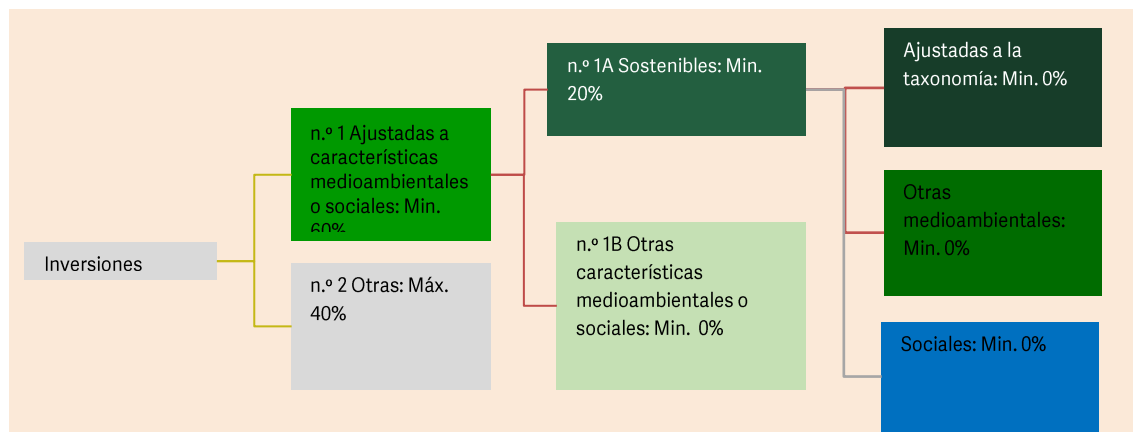 Inversiones
n.º 1 Ajustadas a
características
medioambientales
o sociales: Min.
60%
n.º 2 Otras: Máx.
40%
n.º 1A Sostenibles: Min.
20%
n.º 1B Otras
características
medioambientales o
sociales: Min. 0%
Ajustadas a la
taxonomía: Min. 0%
Otras
medioambientales:
Min. 0%
Sociales: Min. 0%